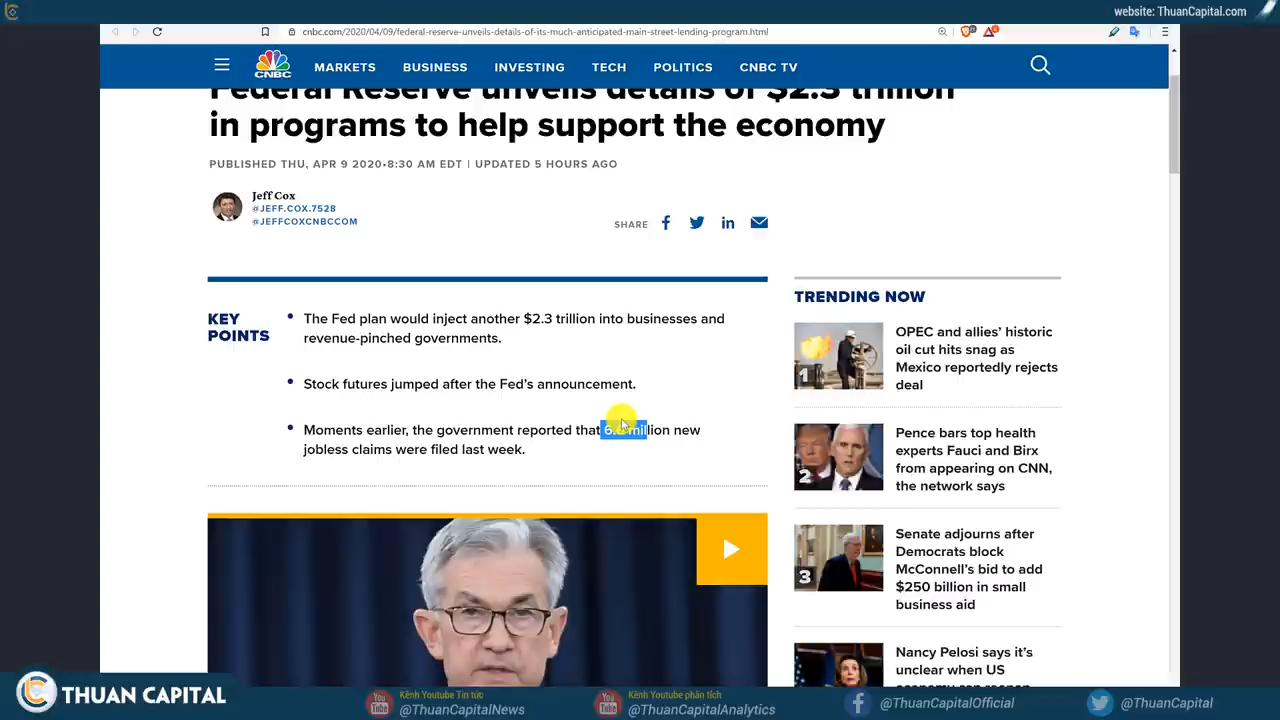 website: ThuanCapital.com
cnbc.com/2020/04/09/federal-reserve-unveils-details-of-its-much-anticipated-main-street-lending-program.html
CNBC
MARKETS BUSINESS INVESTING TECH POLITICS CNBC TV
Federal Reserve unveils details of $2.3 trillion
in programs to help support the economy
PUBLISHED THU, APR 9 2020•8:30 AM EDT | UPDATED 5 HOURS AGO
Jeff Cox
@JEFF.COX.7528
@JEFFCOXCNBCCOM
SHARE
KEY
POINTS
• The Fed plan would inject another $2.3 trillion into businesses and
revenue-pinched governments.
• Stock futures jumped after the Fed's announcement.
• Moments earlier, the government reported that million new
jobless claims were filed last week.
TRENDING NOW
1
OPEC and allies' historic
oil cut hits snag as
Mexico reportedly rejects
deal
2
Pence bars top health
experts Fauci and Birx
from appearing on CNN,
the network says
3
Senate adjourns after
Democrats block
McConnell's bid to add
$250 billion in small
business aid
Nancy Pelosi says it's
unclear when US
THUAN CAPITAL
You Tube
Kênh Youtube Tin tức
@ThuanCapitalNews
You Tube
Kênh Youtube phân tích
@ThuanCapitalAnalytics
@ThuanCapitalOfficial
@ThuanCapital